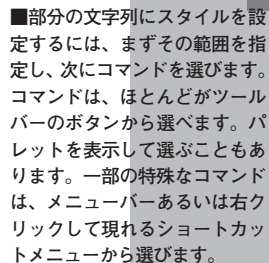 ■部分の文字列にスタイルを設
定するには、まずその範囲を指
定し、次にコマンドを選びます。
コマンドは、ほとんどがツール
バーのボタンから選べます。パ
レットを表示して選ぶこともあ
ります。一部の特殊なコマンド
は、メニューバーあるいは右ク
リックして現れるショートカッ
トメニューから選びます。